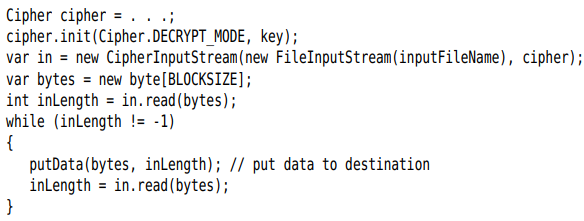 Cipher cipher = . . .;
cipher.init(Cipher.DECRYPT_MODE, key);
var in = new CipherInputStream(new FileInputStream(inputFileName), cipher);
var bytes = new byte[BLOCKSIZE];
int inLength = in.read(bytes);
while (inLength != -1)
{
   putData(bytes, inLength); // put data to destination
   inLength = in.read(bytes);
}